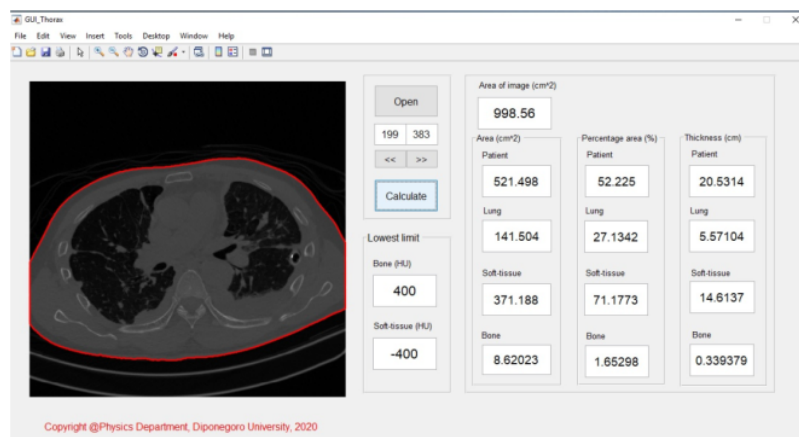 GUI_Thorax
File Edit View Insert Tools Desktop Window Help
Open
199 383
<< >>
Calculate
Lowest limit
Bone (HU)
400
Soft-tissue (HU)
-400
Area of image (cm^2)
998.56
Area (cm^2)
Patient
521.498
Lung
141.504
Soft-tissue
371.188
Bone
8.62023
Percentage area (%)
Patient
52.225
Lung
27.1342
Soft-tissue
71.1773
Bone
1.65298
Thickness (cm)
Patient
20.5314
Lung
5.57104
Soft-tissue
14.6137
Bone
0.339379
Copyright @Physics Department, Diponegoro University, 2020